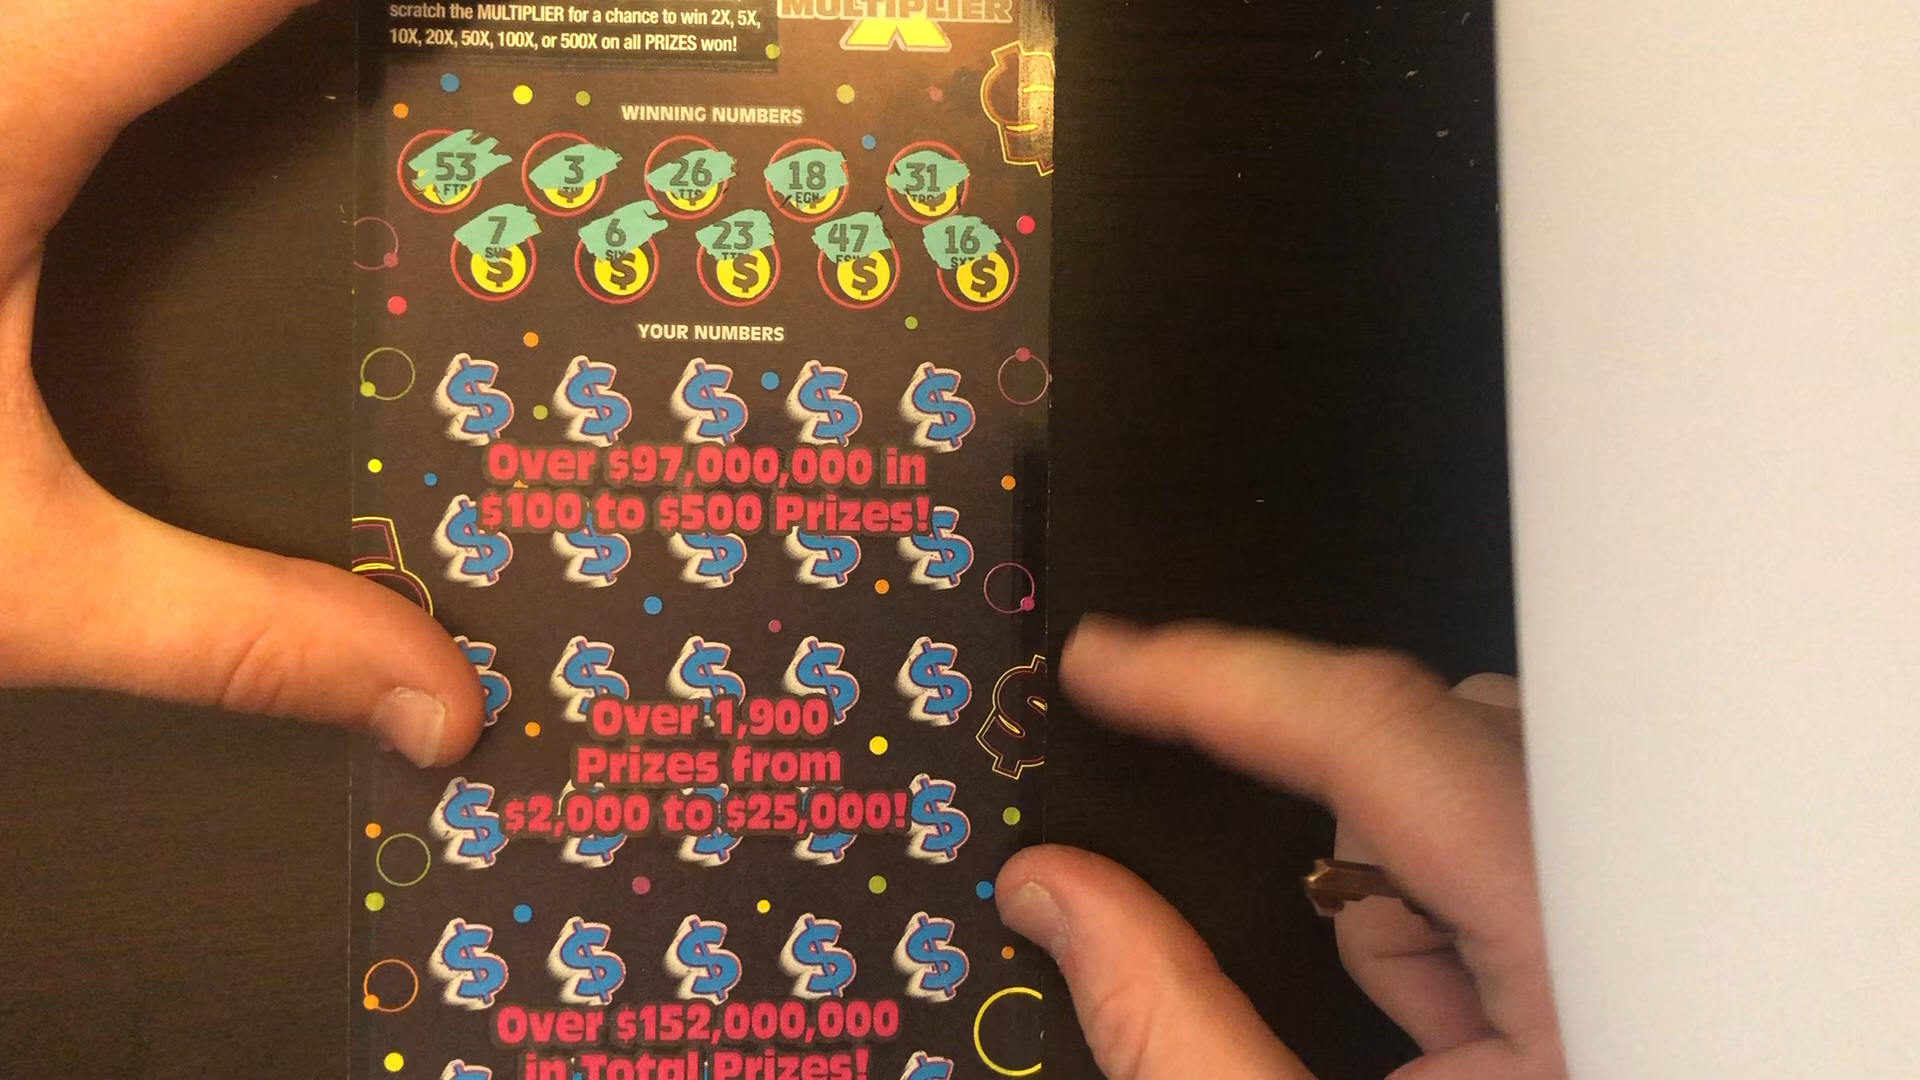 scratch the MULTIPLIER for a chance to win 2X, 5X,
10X, 20X, 50X, 100X, or 500X on all PRIZES won!
MULTIPLIER
X
WINNING NUMBERS
53 3 26 18 31
7 6 23 47 16
YOUR NUMBERS
Over $97,000,000 in
$100 to $500 Prizes!
Over 1,900
Prizes from
$2,000 to $25,000!
Over $152,000,000
in Total Prizes!